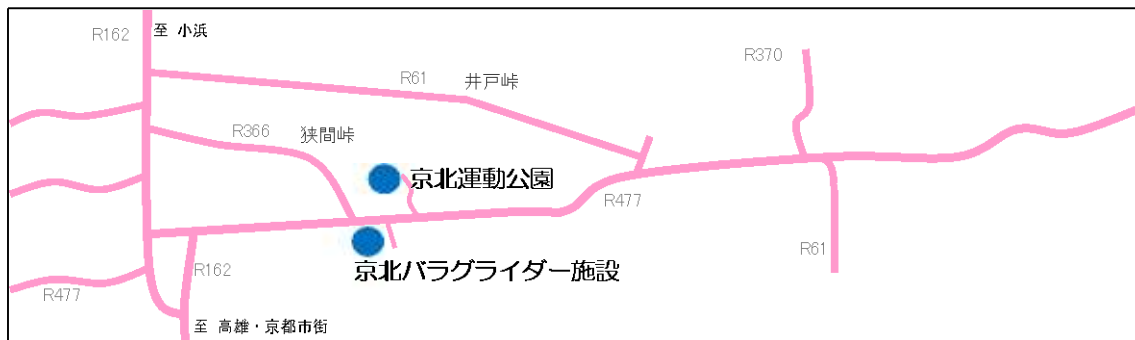 R162
至 小浜
R370
R61
井戸峠
R366
狭間峠
京北運動公園
R477
R61
京北パラグライダー施設
R162
R477
至 高雄・京都市街